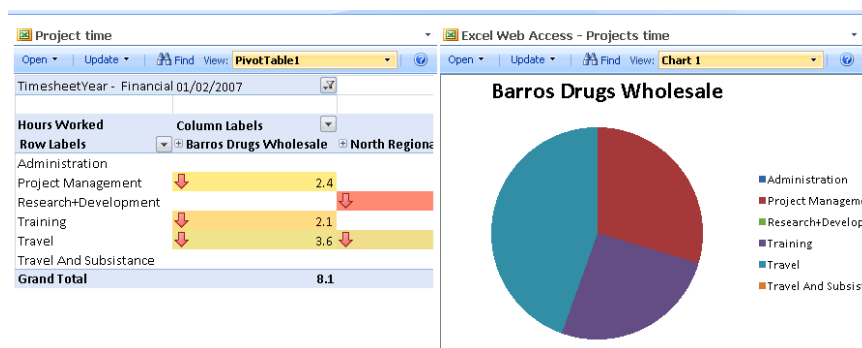 Project time
Open Update Find View: PivotTable1
TimesheetYear - Financial 01/02/2007
Hours Worked Column Labels
Row Labels Barros Drugs Wholesale North Regiona
Administration
Project Management 2.4
Research+Development
Training 2.1
Travel 3.6
Travel And Subsistance
Grand Total 8.1
Excel Web Access - Projects time
Open Update Find View: Chart 1
Barros Drugs Wholesale
Administration
Project Manageme
Research+Develop
Training
Travel
Travel And Subsis